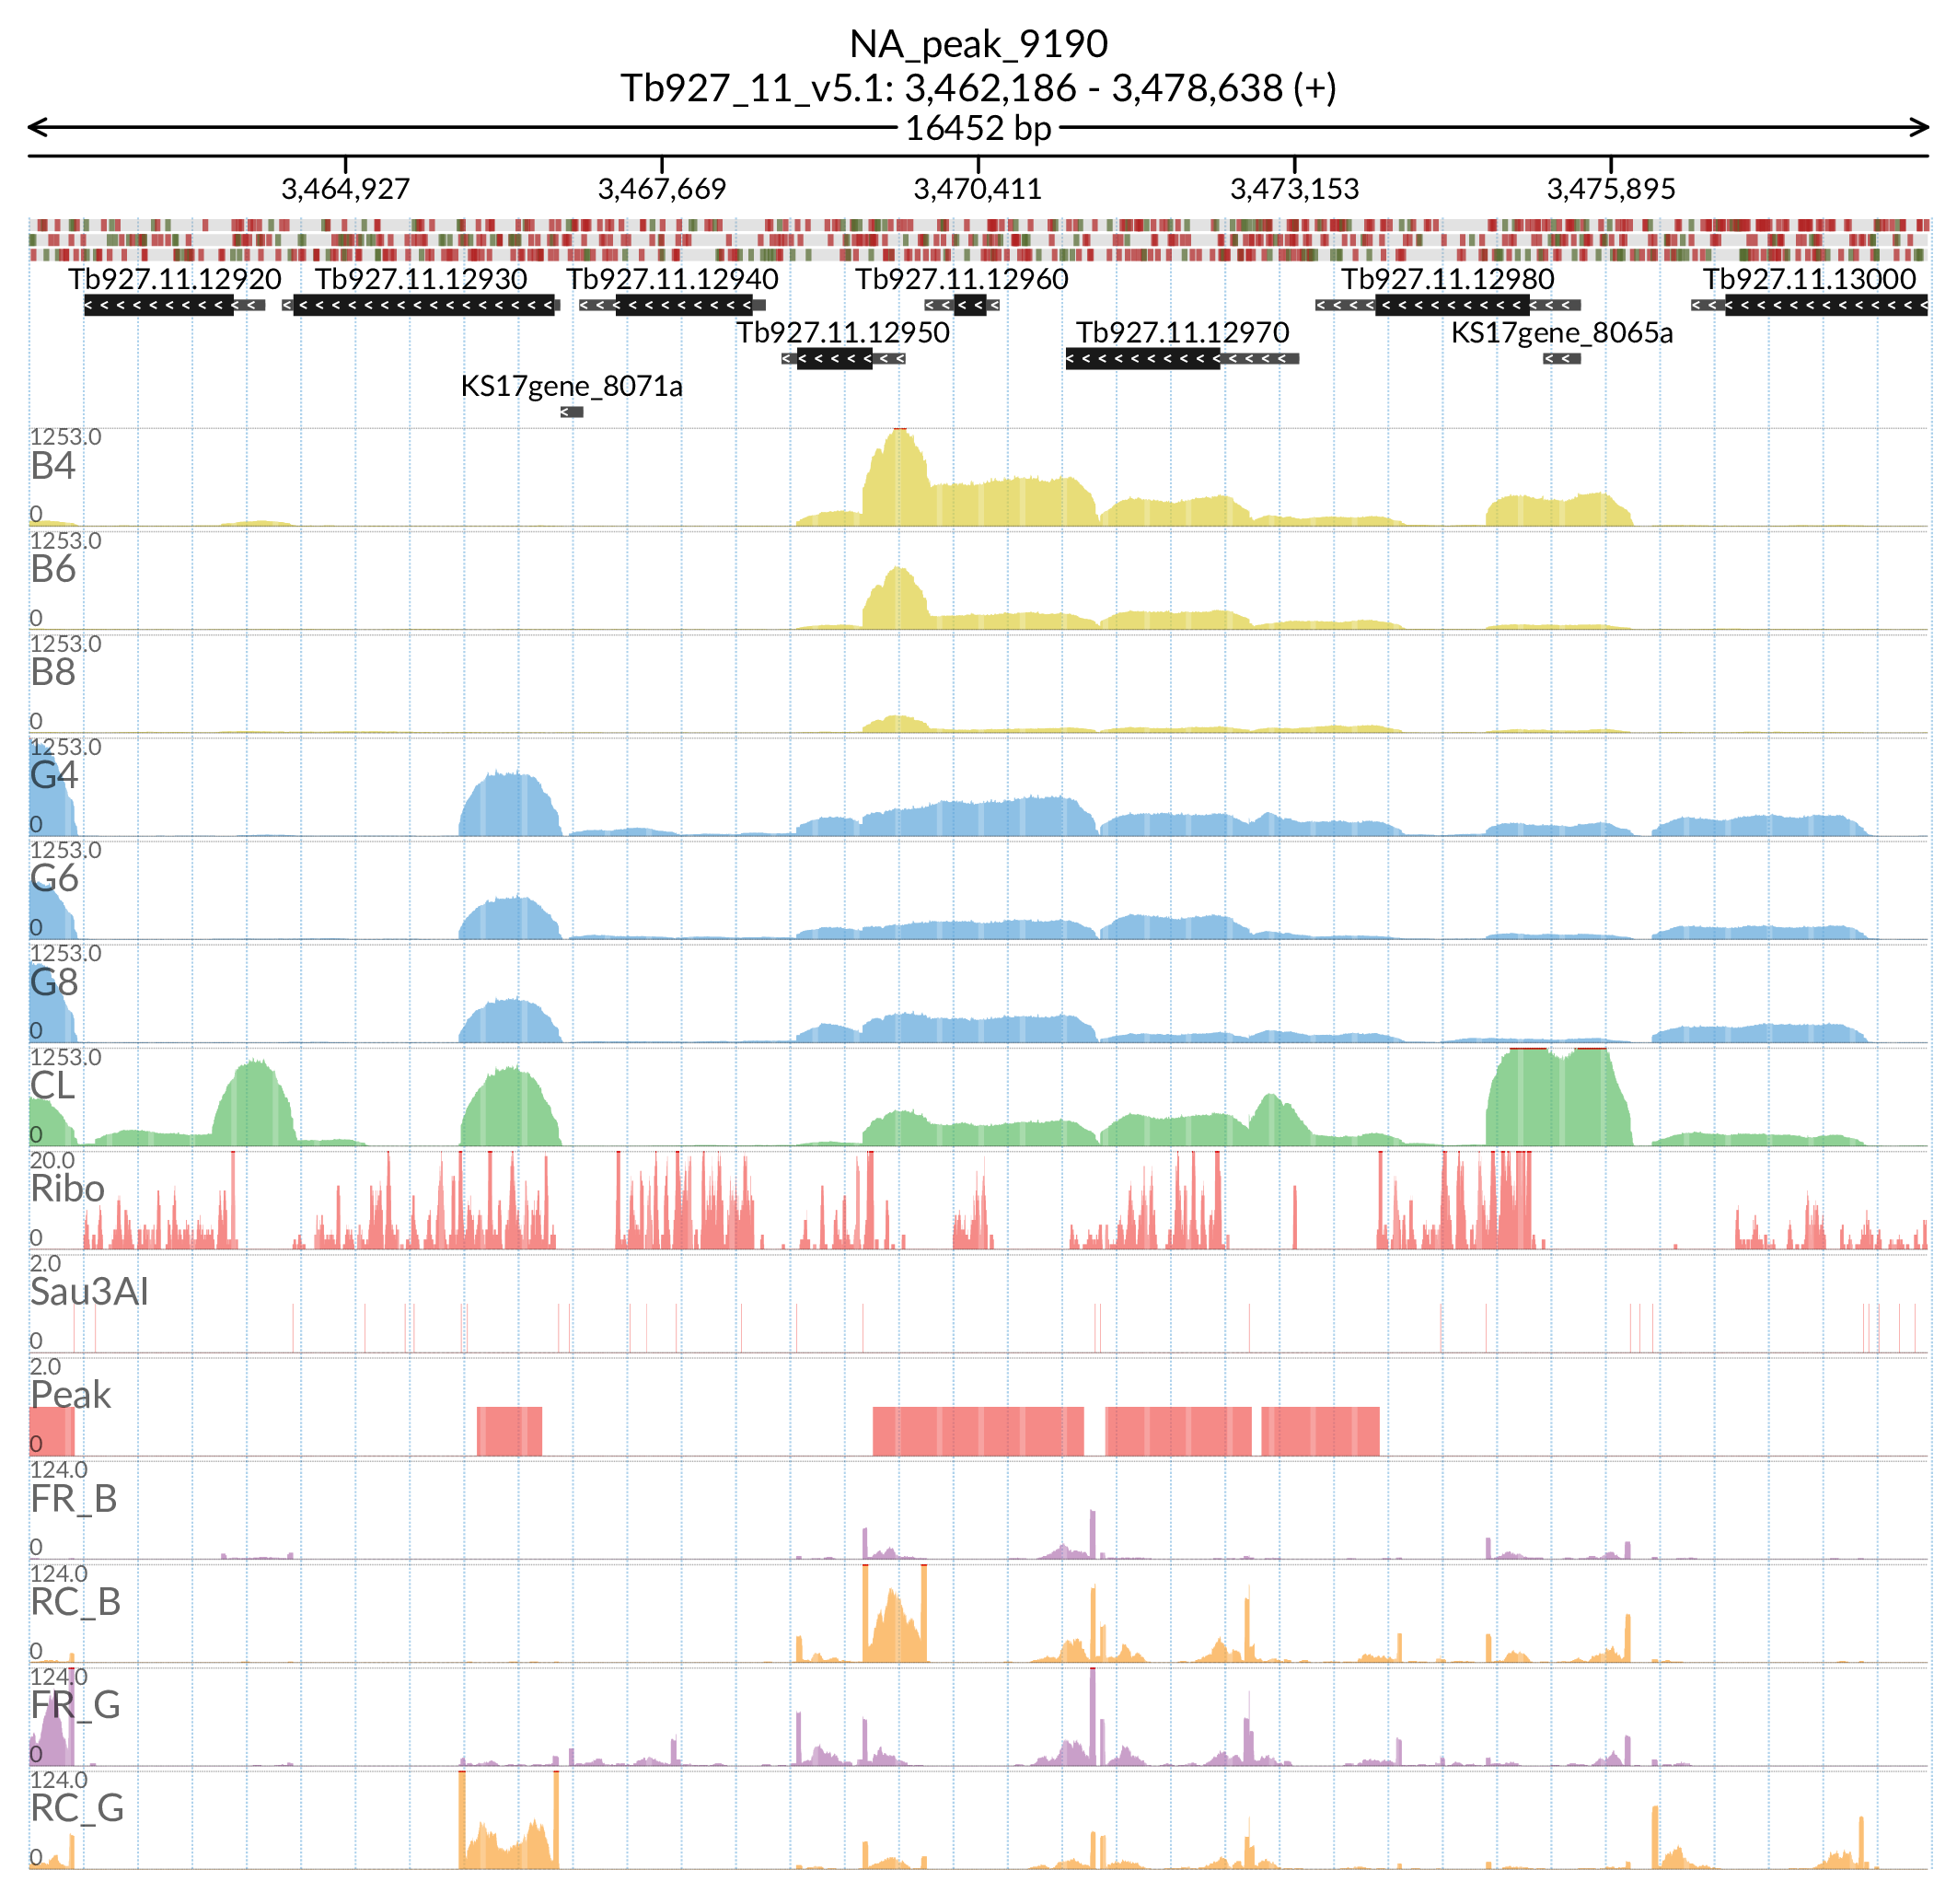 NA_peak_9190
Tb927_11_v5.1: 3,462,186 - 3,478,638 (+)
16452 bp
3,464,927 3,467,669 3,470,411 3,473,153 3,475,895
Tb927.11.12920 Tb927.11.12930 Tb927.11.12940 Tb927.11.12960 Tb927.11.12980 Tb927.11.13000
Tb927.11.12950 Tb927.11.12970 KS17gene_8065a
KS17gene_8071a
1253.0
B4
0
1253.0
B6
0
1253.0
B8
0
1253.0
G4
0
1253.0
G6
0
1253.0
G8
0
1253.0
CL
0
20.0
Ribo
0
2.0
Sau3AI
0
2.0
Peak
0
124.0
FR_B
0
124.0
RC_B
0
124.0
FR_G
0
124.0
RC_G
0